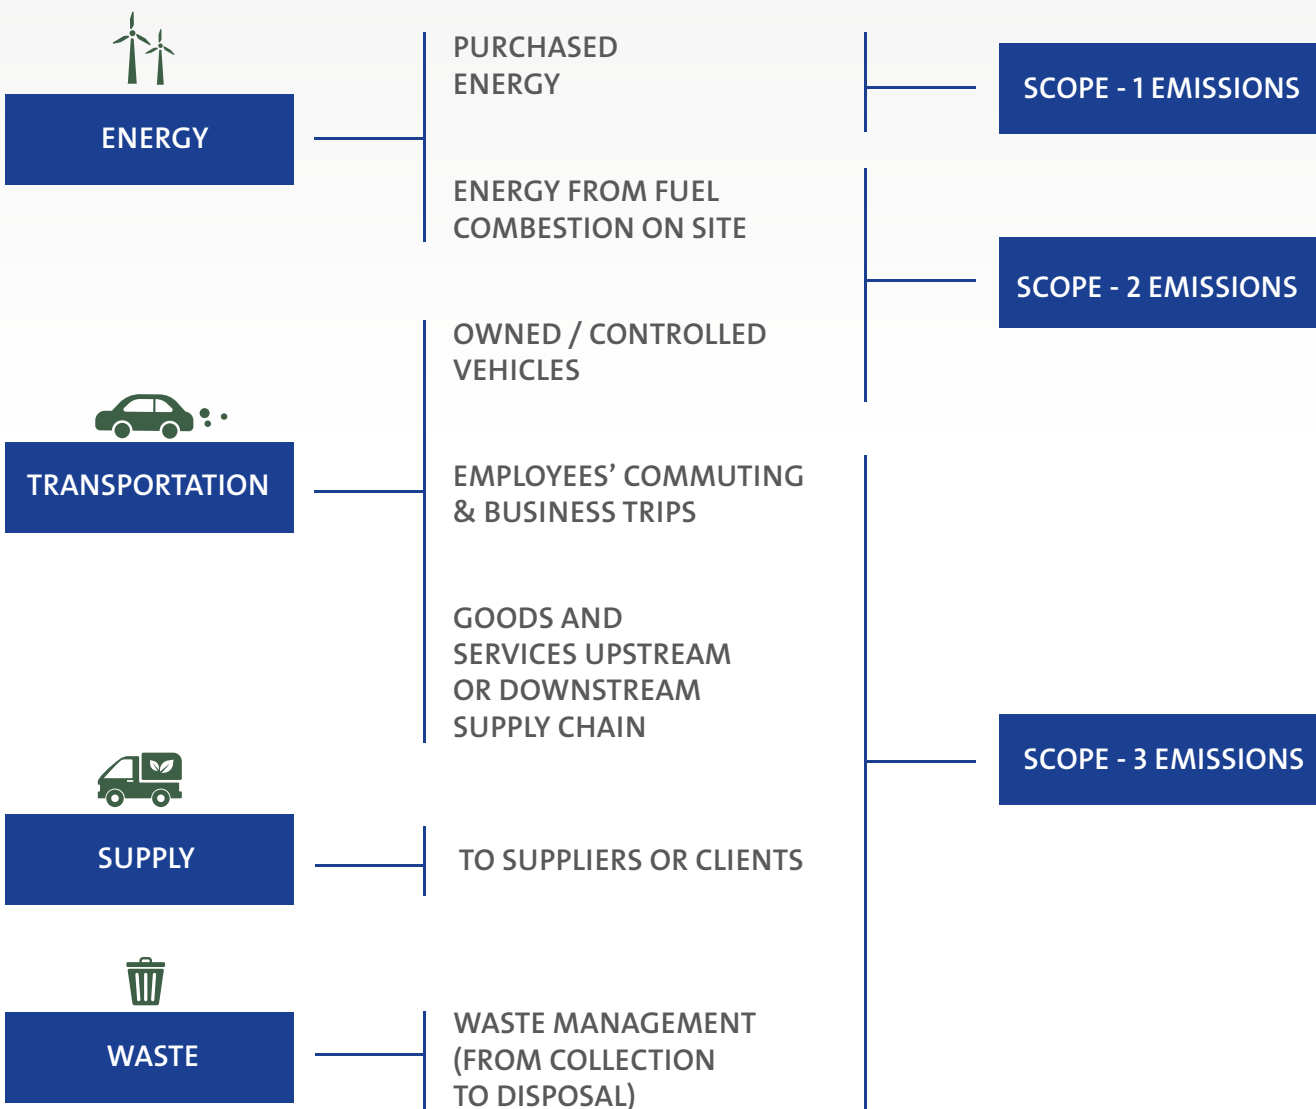 ENERGY
PURCHASED
ENERGY
ENERGY FROM FUEL
COMBESTION ON SITE
TRANSPORTATION
OWNED / CONTROLLED
VEHICLES
EMPLOYEES’ COMMUTING
& BUSINESS TRIPS
GOODS AND
SERVICES UPSTREAM
OR DOWNSTREAM
SUPPLY CHAIN
SUPPLY
TO SUPPLIERS OR CLIENTS
WASTE
WASTE MANAGEMENT
(FROM COLLECTION
TO DISPOSAL)
SCOPE - 1 EMISSIONS
SCOPE - 2 EMISSIONS
SCOPE - 3 EMISSIONS